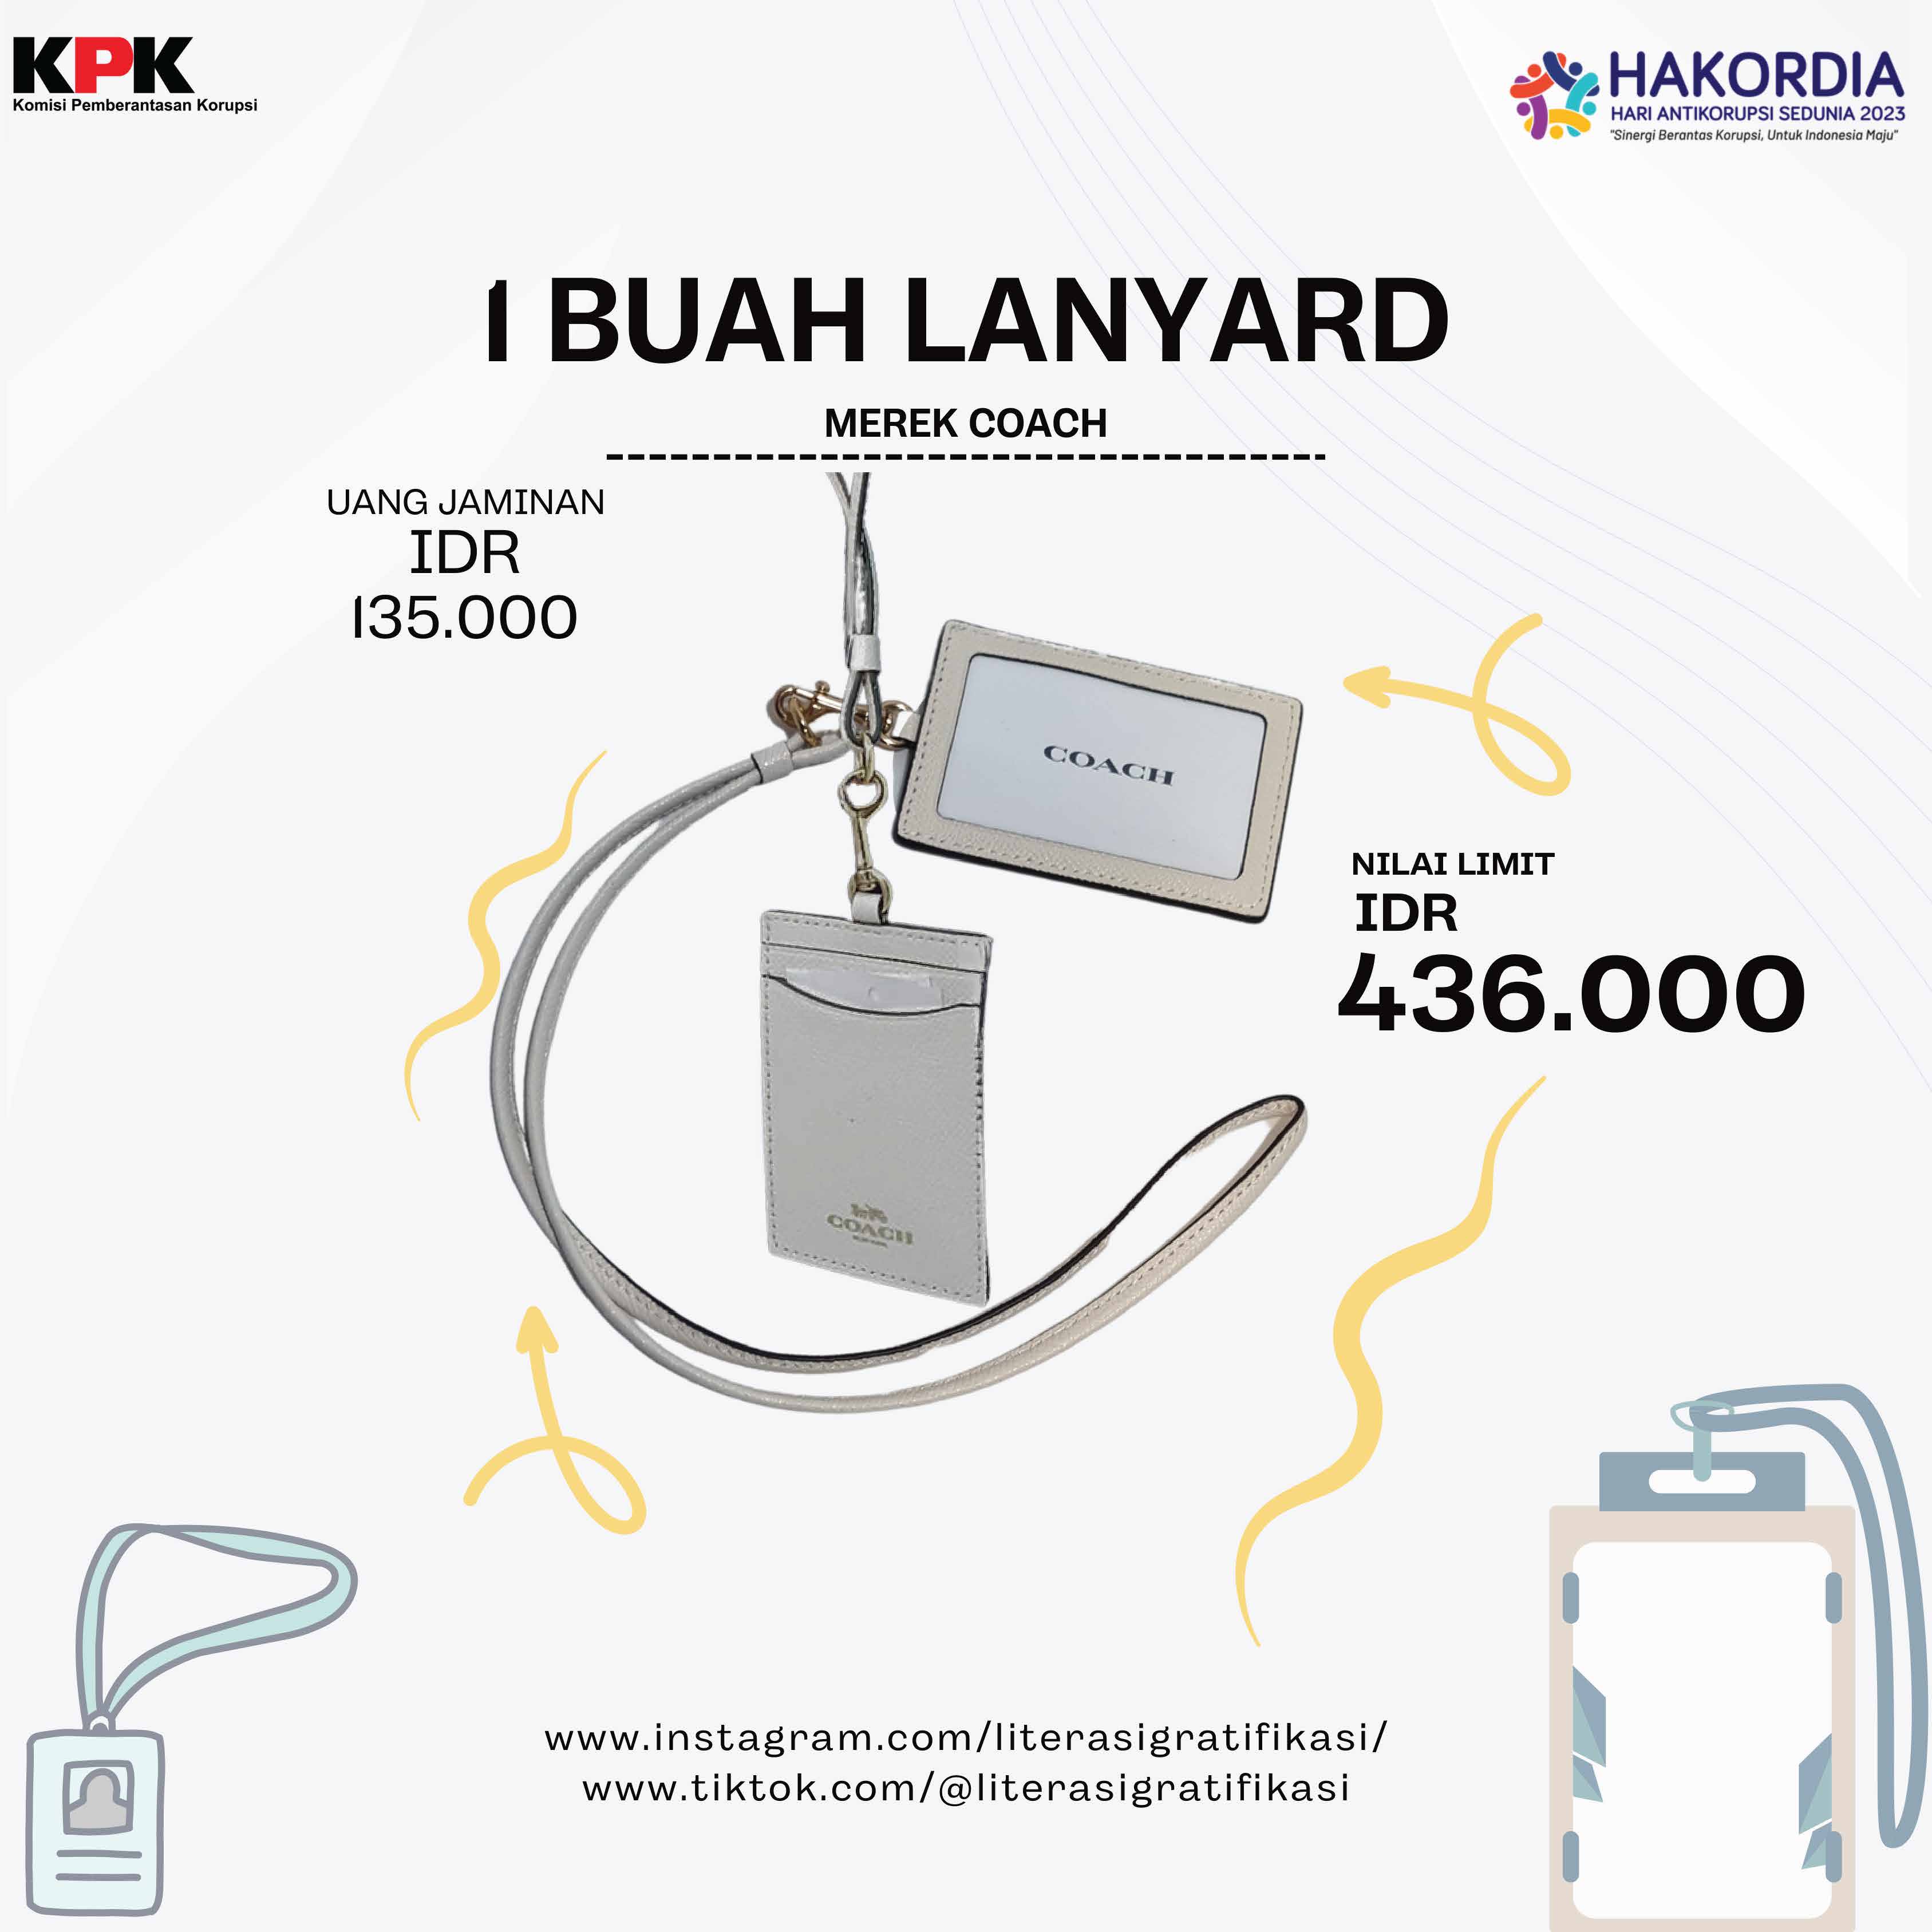 KPK
Komisi Pemberantasan Korupsi
HAKORDIA
HARI ANTIKORUPSI SEDUNIA 2023
"Sinergi Berantas Korupsi, Untuk Indonesia Maju"
1 BUAH LANYARD
MEREK COACH
UANG JAMINAN
IDR
135.000
COACH
NILAI LIMIT
IDR
436.000
COACH
www.instagram.com/literasigratifikasi/
www.tiktok.com/@literasigratifikasi